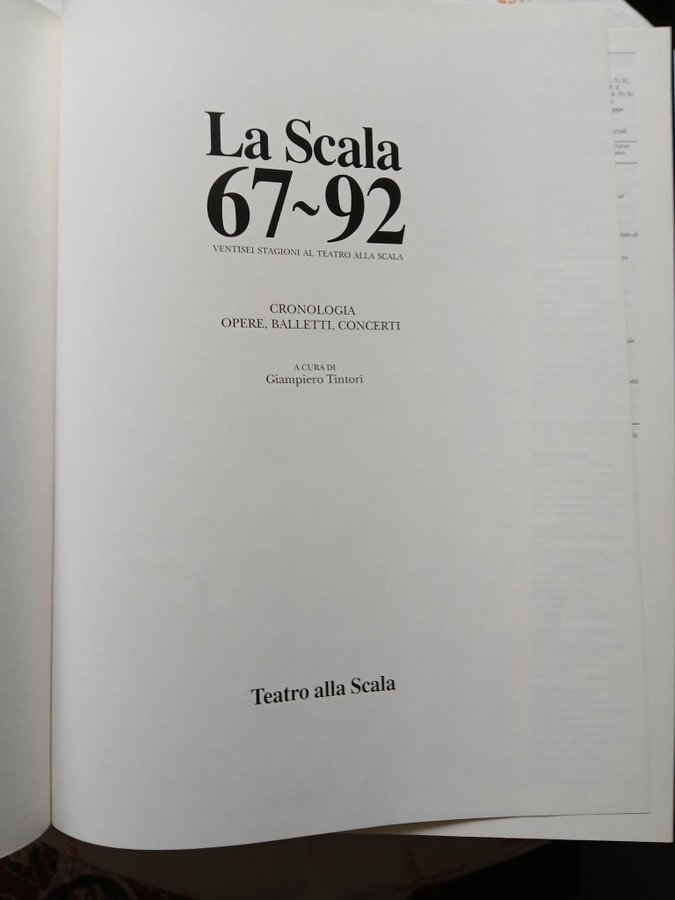 La Scala
67~92
VENTISEI STAGIONI AL TEATRO ALLA SCALA
CRONOLOGIA
OPERE, BALLETTI, CONCERTI
A CURA DI
Giampiero Tintori
Teatro alla Scala